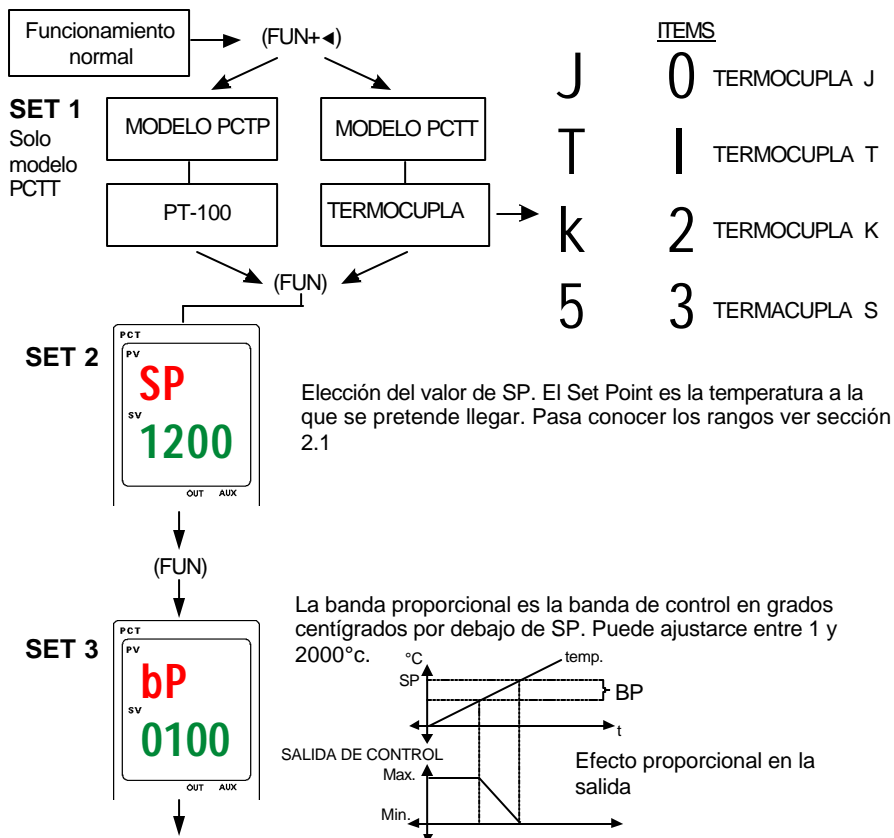 Funcionamiento
normal
(FUN+◄)
ITEMS
J 0 TERMOCUPLA J
T I TERMOCUPLA T
k 2 TERMOCUPLA K
5 3 TERMACUPLA S
SET 1
Solo
modelo
PCTT
MODELO PCTP
MODELO PCTT
PT-100
TERMOCUPLA
(FUN)
SET 2
PCT
PV
SP
SV
1200
OUT AUX
Elección del valor de SP. El Set Point es la temperatura a la
que se pretende llegar. Pasa conocer los rangos ver sección
2.1
(FUN)
SET 3
PCT
PV
bP
SV
0100
OUT AUX
La banda proporcional es la banda de control en grados
centígrados por debajo de SP. Puede ajustarce entre 1 y
2000°c.
°C
temp.
SP
BP
t
SALIDA DE CONTROL
Max.
Min.
Efecto proporcional en la
salida